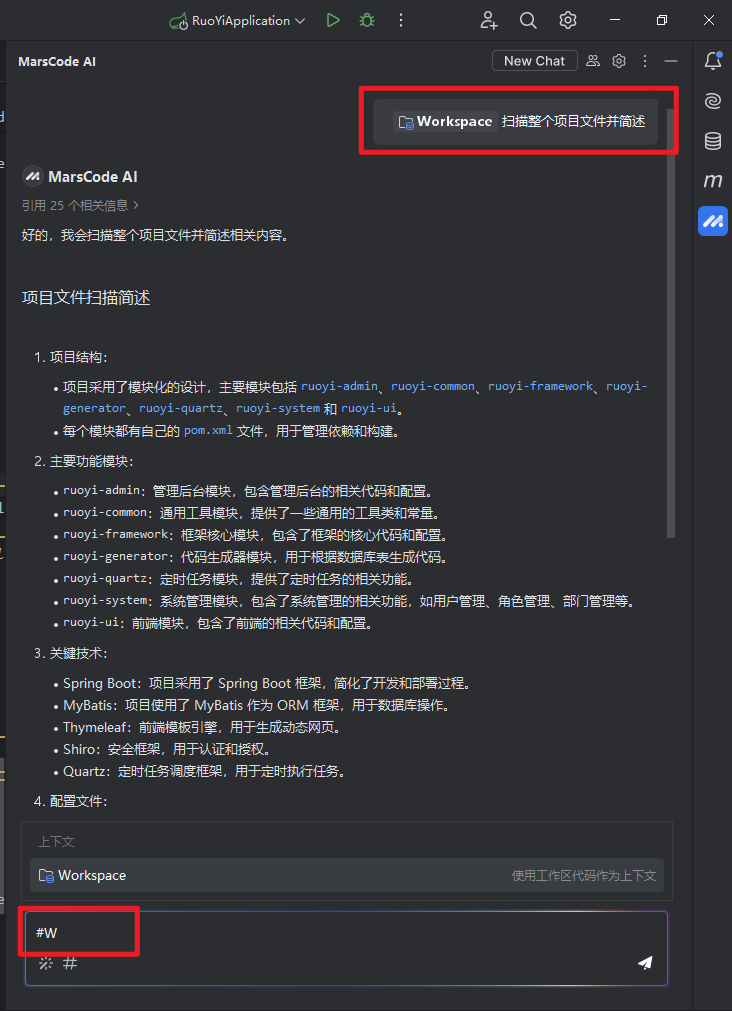 RuoYiApplication
MarsCode AI
New Chat
Workspace 扫描整个项目文件并简述
MarsCode AI
引用 25 个相关信息 >
好的，我会扫描整个项目文件并简述相关内容。
项目文件扫描简述
1. 项目结构：
• 项目采用了模块化的设计，主要模块包括 ruoyi-admin、ruoyi-common、ruoyi-framework、ruoyi-
generator、ruoyi-quartz、ruoyi-system 和 ruoyi-ui。
• 每个模块都有自己的 pom.xml 文件，用于管理依赖和构建。
2. 主要功能模块：
• ruoyi-admin：管理后台模块，包含管理后台的相关代码和配置。
• ruoyi-common：通用工具模块，提供了一些通用的工具类和常量。
• ruoyi-framework：框架核心模块，包含了框架的核心代码和配置。
• ruoyi-generator：代码生成器模块，用于根据数据库表生成代码。
• ruoyi-quartz：定时任务模块，提供了定时任务的相关功能。
• ruoyi-system：系统管理模块，包含了系统管理的相关功能，如用户管理、角色管理、部门管理等。
• ruoyi-ui：前端模块，包含了前端的相关代码和配置。
3. 关键技术：
• Spring Boot：项目采用了 Spring Boot 框架，简化了开发和部署过程。
• MyBatis：项目使用了 MyBatis 作为 ORM 框架，用于数据库操作。
• Thymeleaf：前端模板引擎，用于生成动态网页。
• Shiro：安全框架，用于认证和授权。
• Quartz：定时任务调度框架，用于定时执行任务。
4. 配置文件：
上下文
Workspace 使用工作区代码作为上下文
#W
#
m